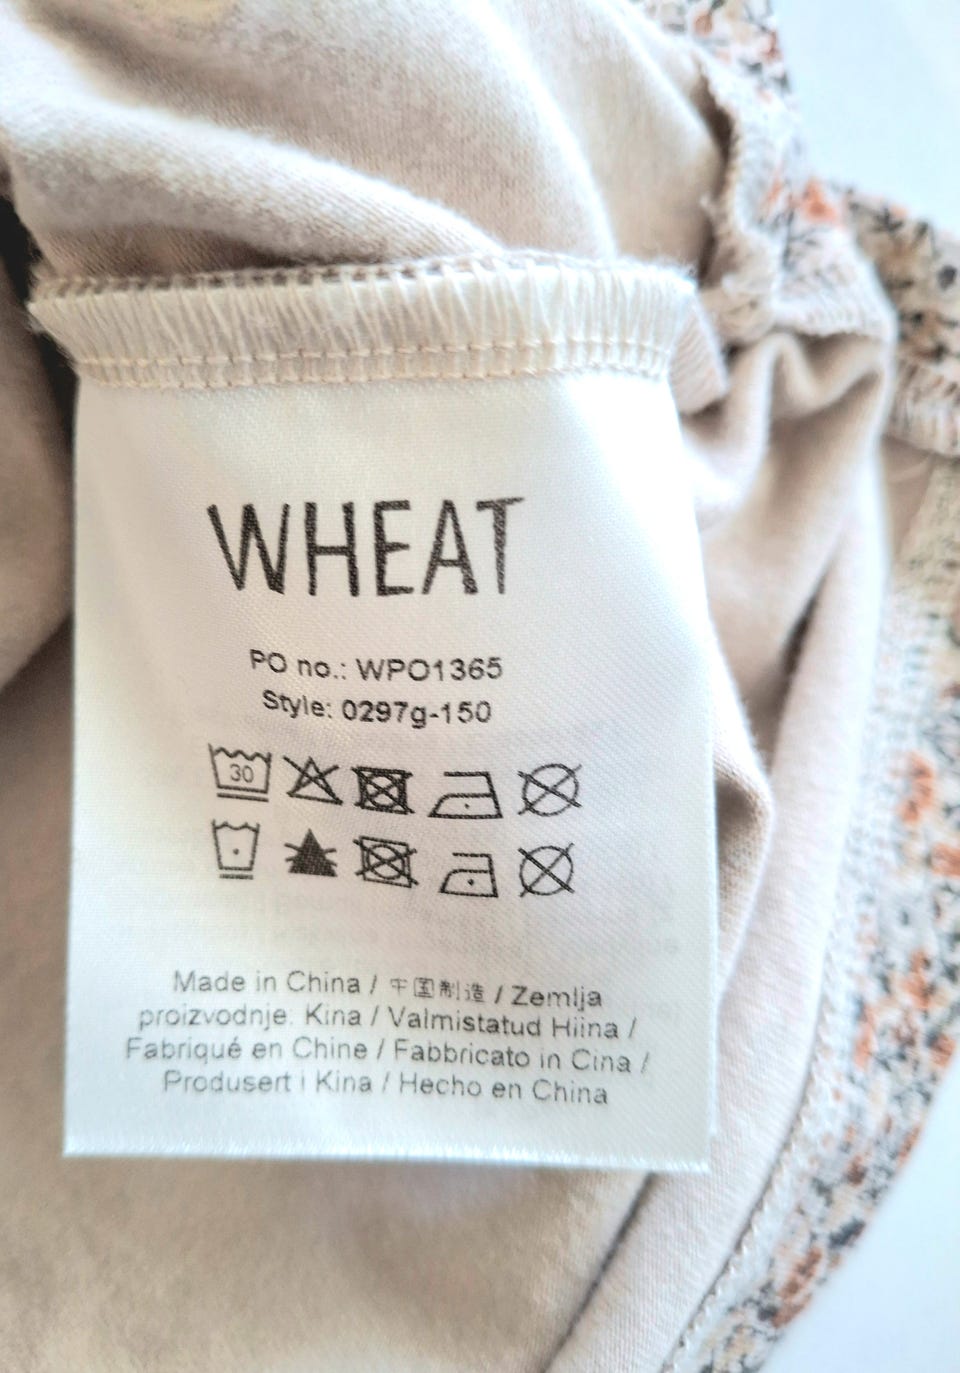 WHEAT
PO no.: WPO1365
Style: 0297g-150
30
Made in China / 中国制造 / Zemlja
proizvodnje: Kina / Valmistatud Hiina /
Fabriqué en Chine / Fabbricato in Cina /
Produsert i Kina / Hecho en China